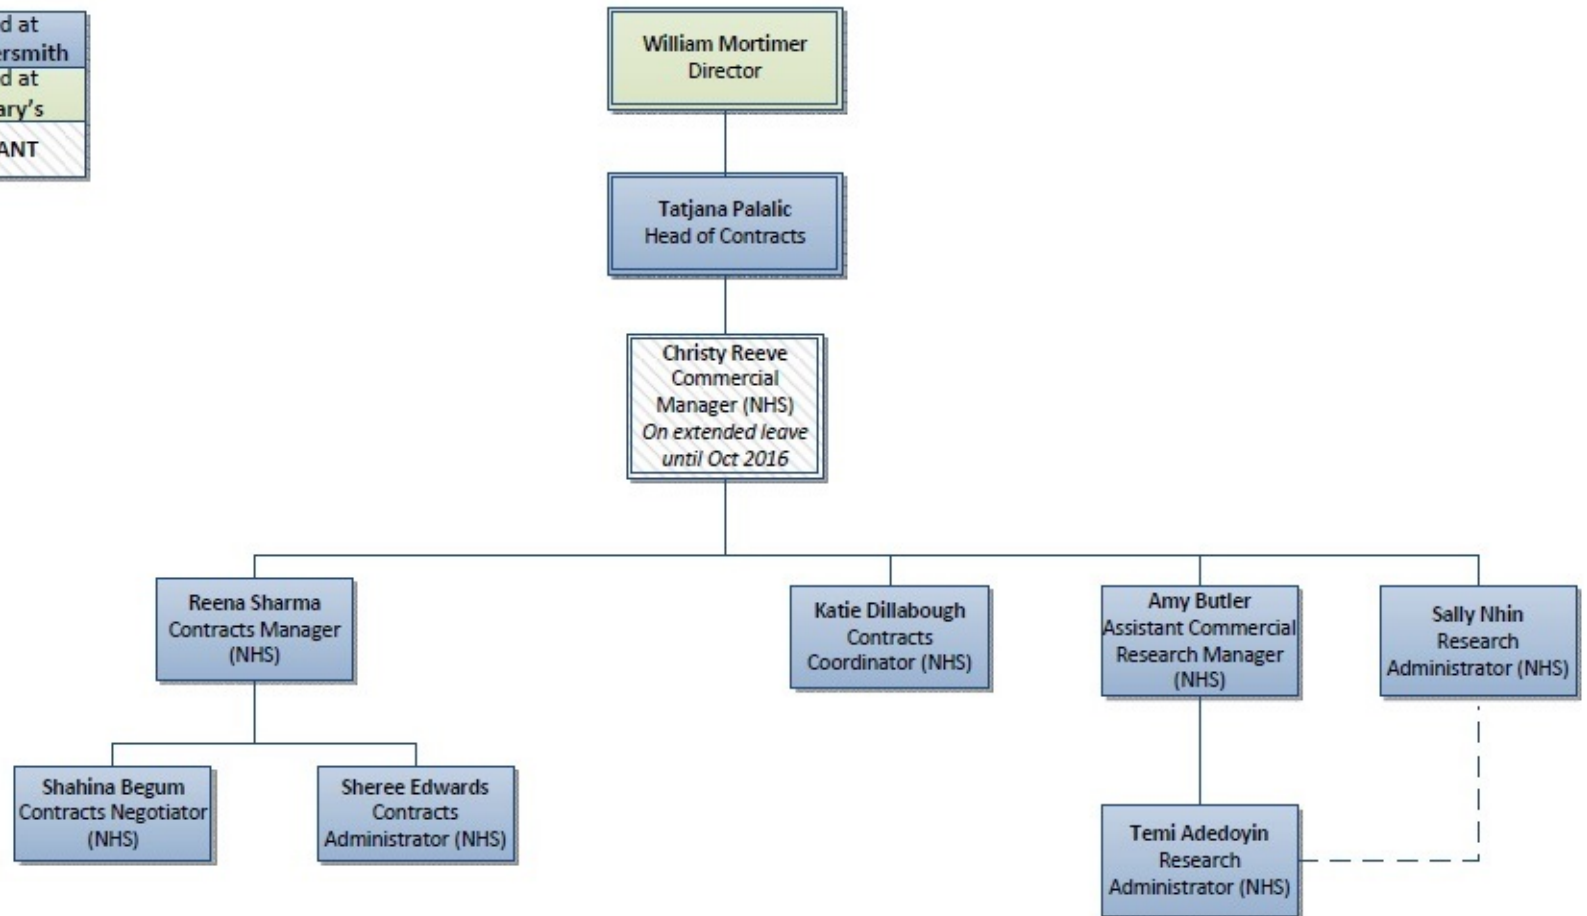 d at
ersmith
d at
ary's
ANT
William Mortimer
Director
Tatjana Palalic
Head of Contracts
Christy Reeve
Commercial
Manager (NHS)
On extended leave
until Oct 2016
Reena Sharma
Contracts Manager
(NHS)
Katie Dillabough
Contracts
Coordinator (NHS)
Amy Butler
Assistant Commercial
Research Manager
(NHS)
Sally Nhin
Research
Administrator (NHS)
Shahina Begum
Contracts Negotiator
(NHS)
Sheree Edwards
Contracts
Administrator (NHS)
Temi Adedoyin
Research
Administrator (NHS)